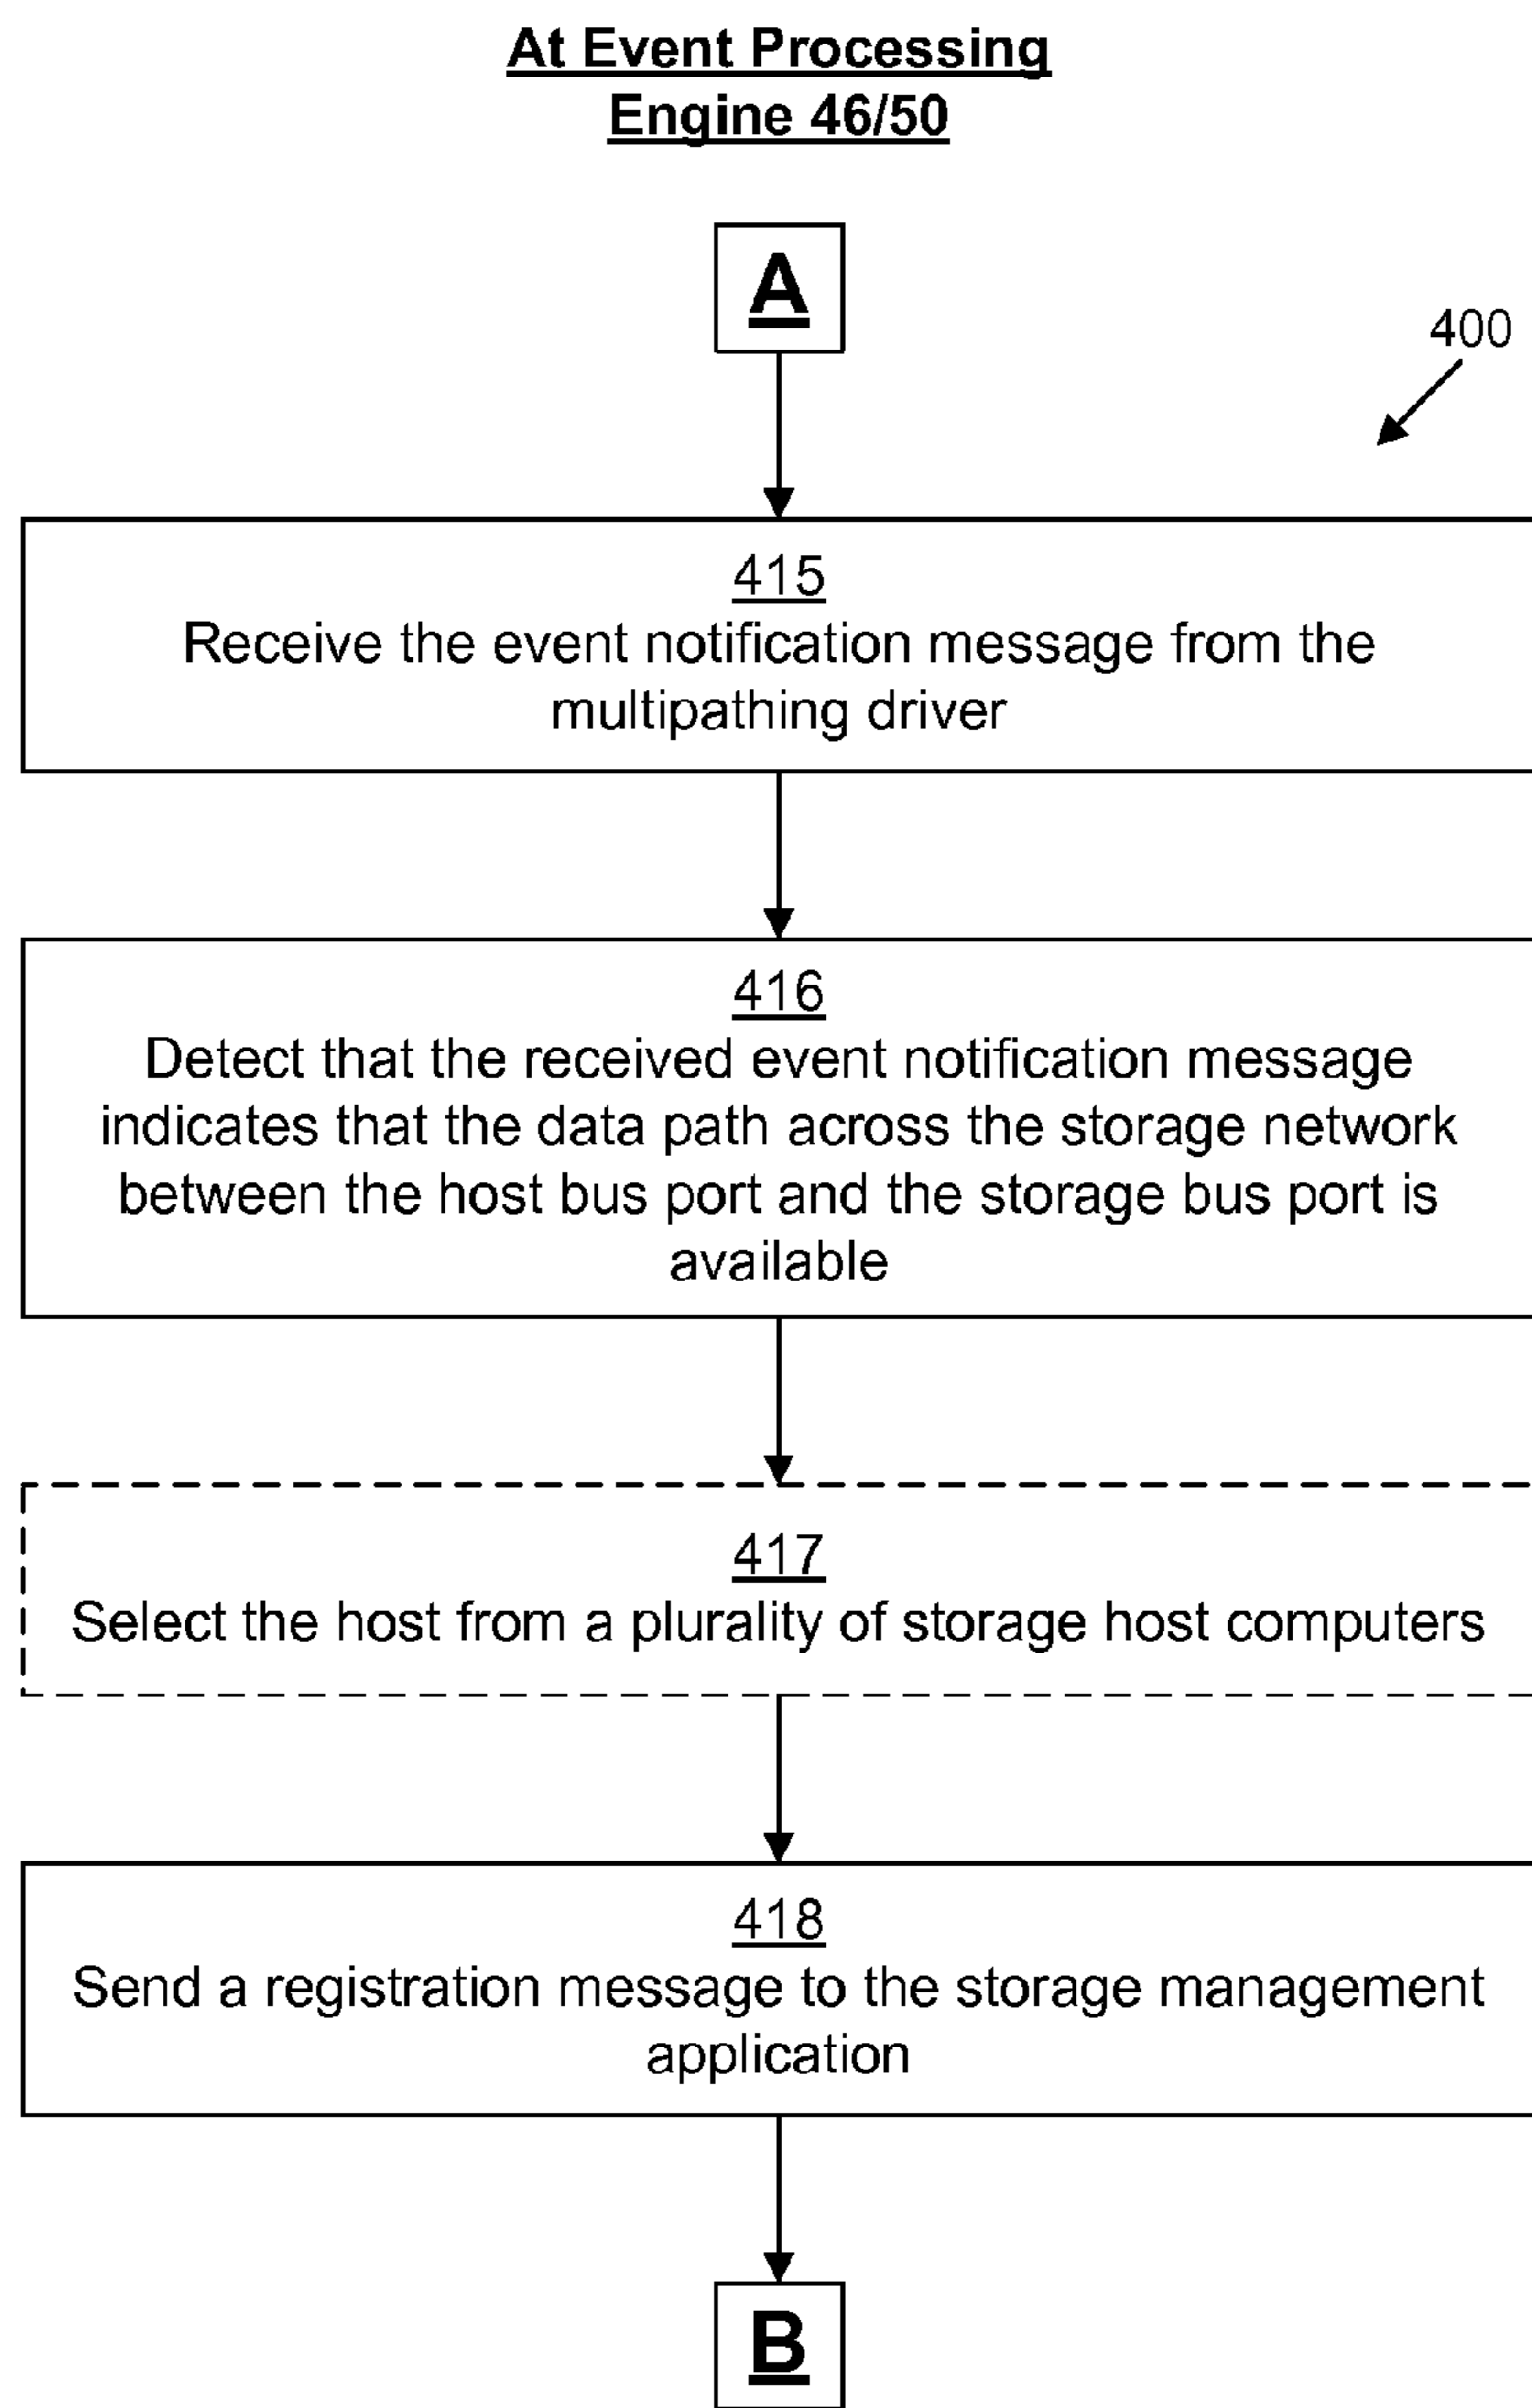 At Event Processing
Engine 46/50
A
400
415
Receive the event notification message from the
multipathing driver
416
Detect that the received event notification message
indicates that the data path across the storage network
between the host bus port and the storage bus port is
available
417
Select the host from a plurality of storage host computers
418
Send a registration message to the storage management
application
B